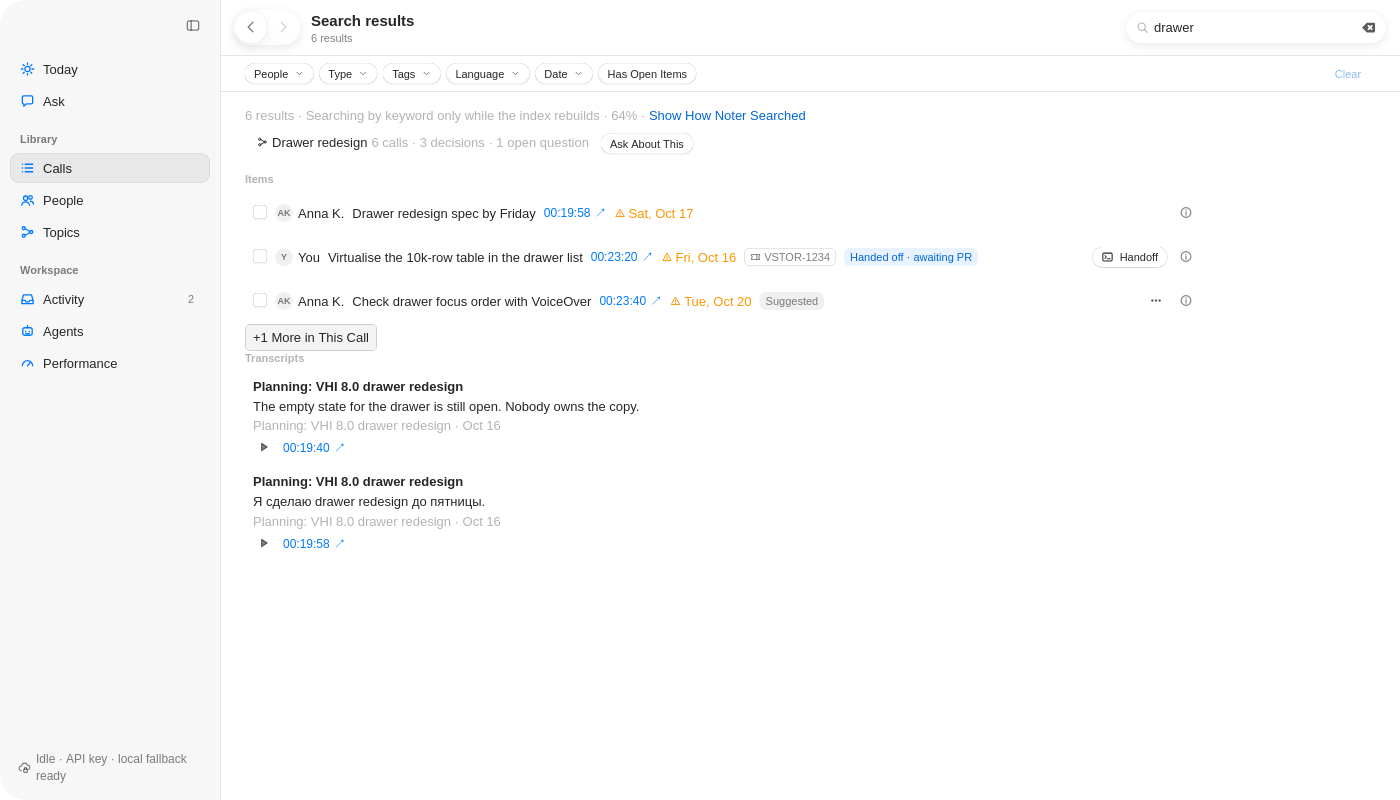 Search results
6 results
drawer
People
Type
Tags
Language
Date
Has Open Items
Clear
Today
Ask
Library
Calls
People
Topics
Workspace
Activity 2
Agents
Performance
Idle · API key · local fallback
ready
6 results · Searching by keyword only while the index rebuilds · 64% · Show How Noter Searched
Drawer redesign 6 calls · 3 decisions · 1 open question Ask About This
Items
AK Anna K. Drawer redesign spec by Friday 00:19:58 Sat, Oct 17
Y You Virtualise the 10k-row table in the drawer list 00:23:20 Fri, Oct 16 VSTOR-1234 Handed off · awaiting PR Handoff
AK Anna K. Check drawer focus order with VoiceOver 00:23:40 Tue, Oct 20 Suggested
+1 More in This Call
Transcripts
Planning: VHI 8.0 drawer redesign
The empty state for the drawer is still open. Nobody owns the copy.
Planning: VHI 8.0 drawer redesign · Oct 16
00:19:40
Planning: VHI 8.0 drawer redesign
Я сделаю drawer redesign до пятницы.
Planning: VHI 8.0 drawer redesign · Oct 16
00:19:58